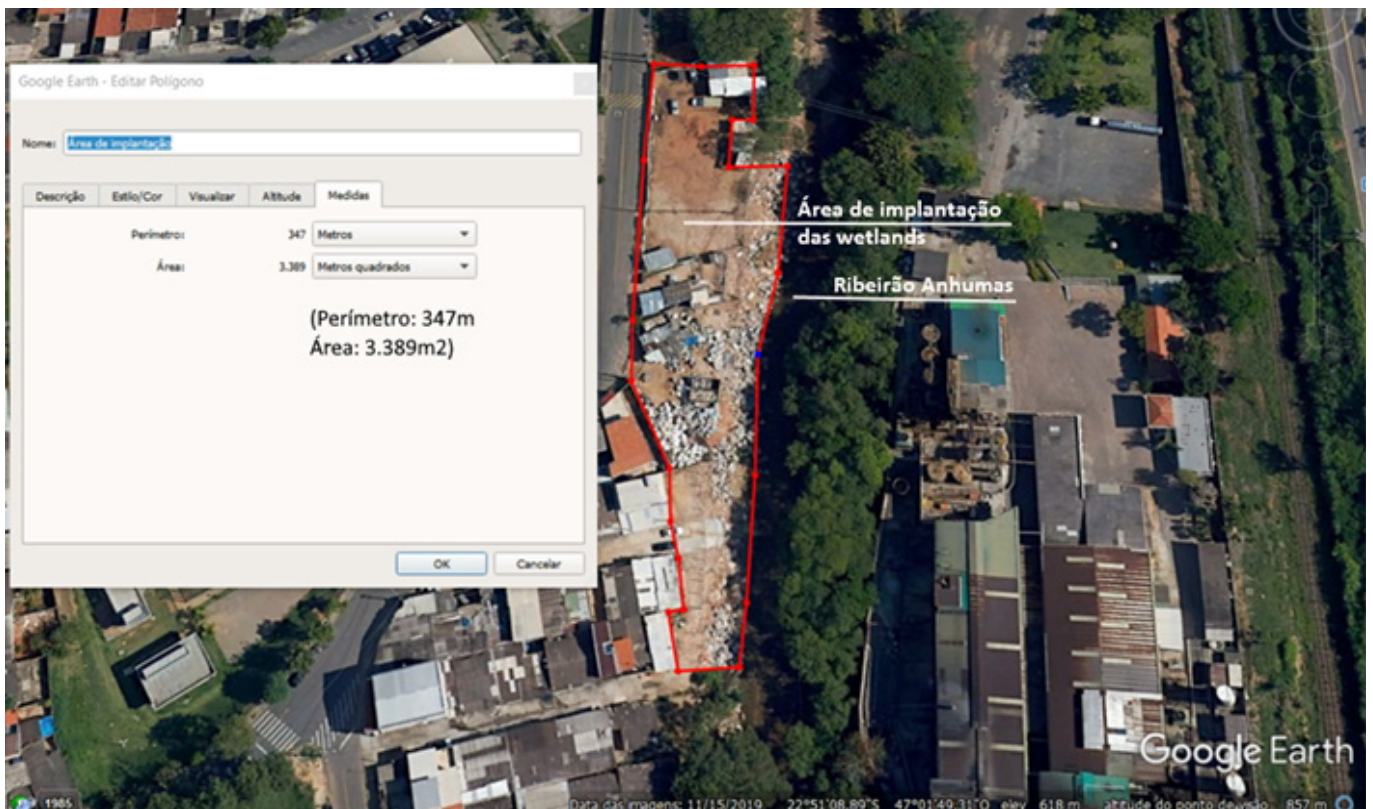 Google Earth - Editar Polígono
Nome: Área de implantação
Descrição Estilo/Cor Visualizar Altitude Medidas
Perímetro: 347 Metros
Área: 3.389 Metros quadrados
(Perímetro: 347m
Área: 3.389m2)
OK Cancelar
Área de implantação
das wetlands
Ribeirão Anhumas
Google Earth
1985
Data das imagens: 11/15/2019 22°51'08.89"S 47°01'49.31"O elev 618 m altitude do ponto de visão 857 m